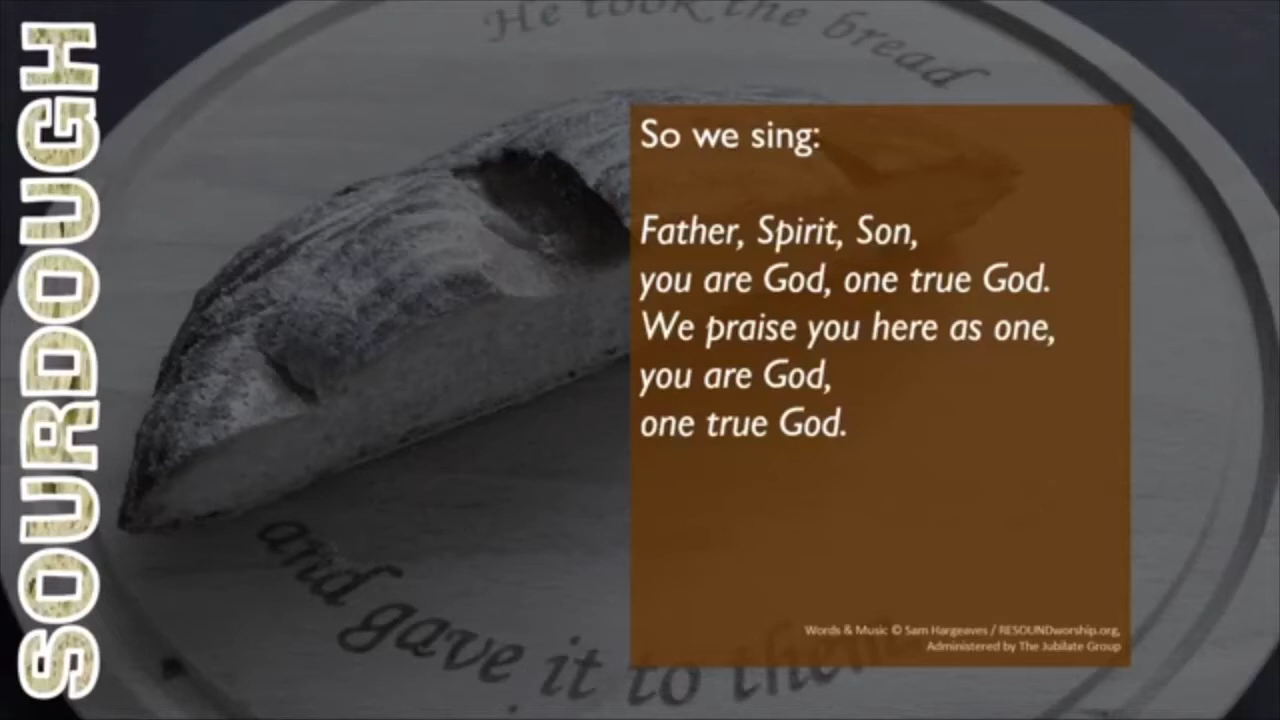 SOURDOUGH
He took the bread
So we sing:
Father, Spirit, Son,
you are God, one true God.
We praise you here as one,
you are God,
one true God.
and gave it to them
Words & Music © Sam Hargeaves / RESOUNDworship.org,
Administered by The Jubilate Group